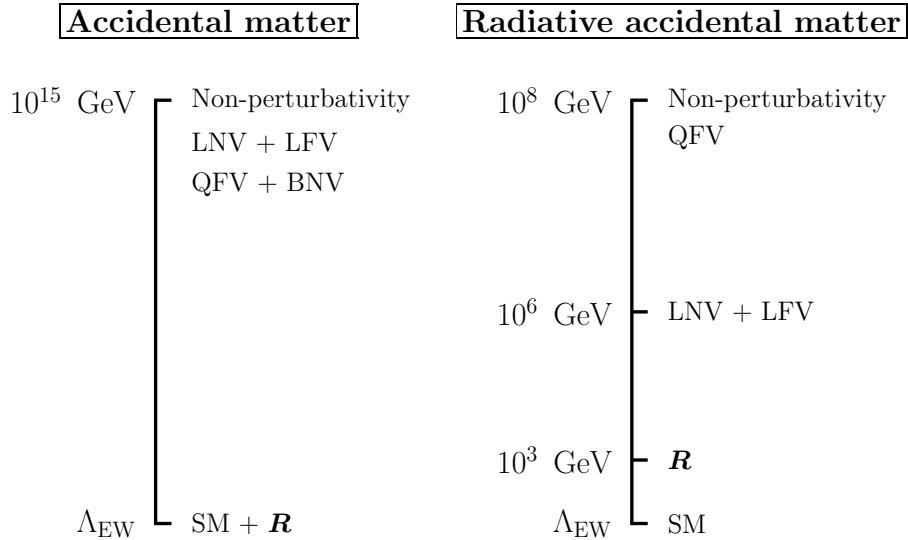 Accidental matter
10^15 GeV Non-perturbativity
LNV + LFV
QFV + BNV
Λ_EW SM + R
Radiative accidental matter
10^8 GeV Non-perturbativity
QFV
10^6 GeV LNV + LFV
10^3 GeV R
Λ_EW SM